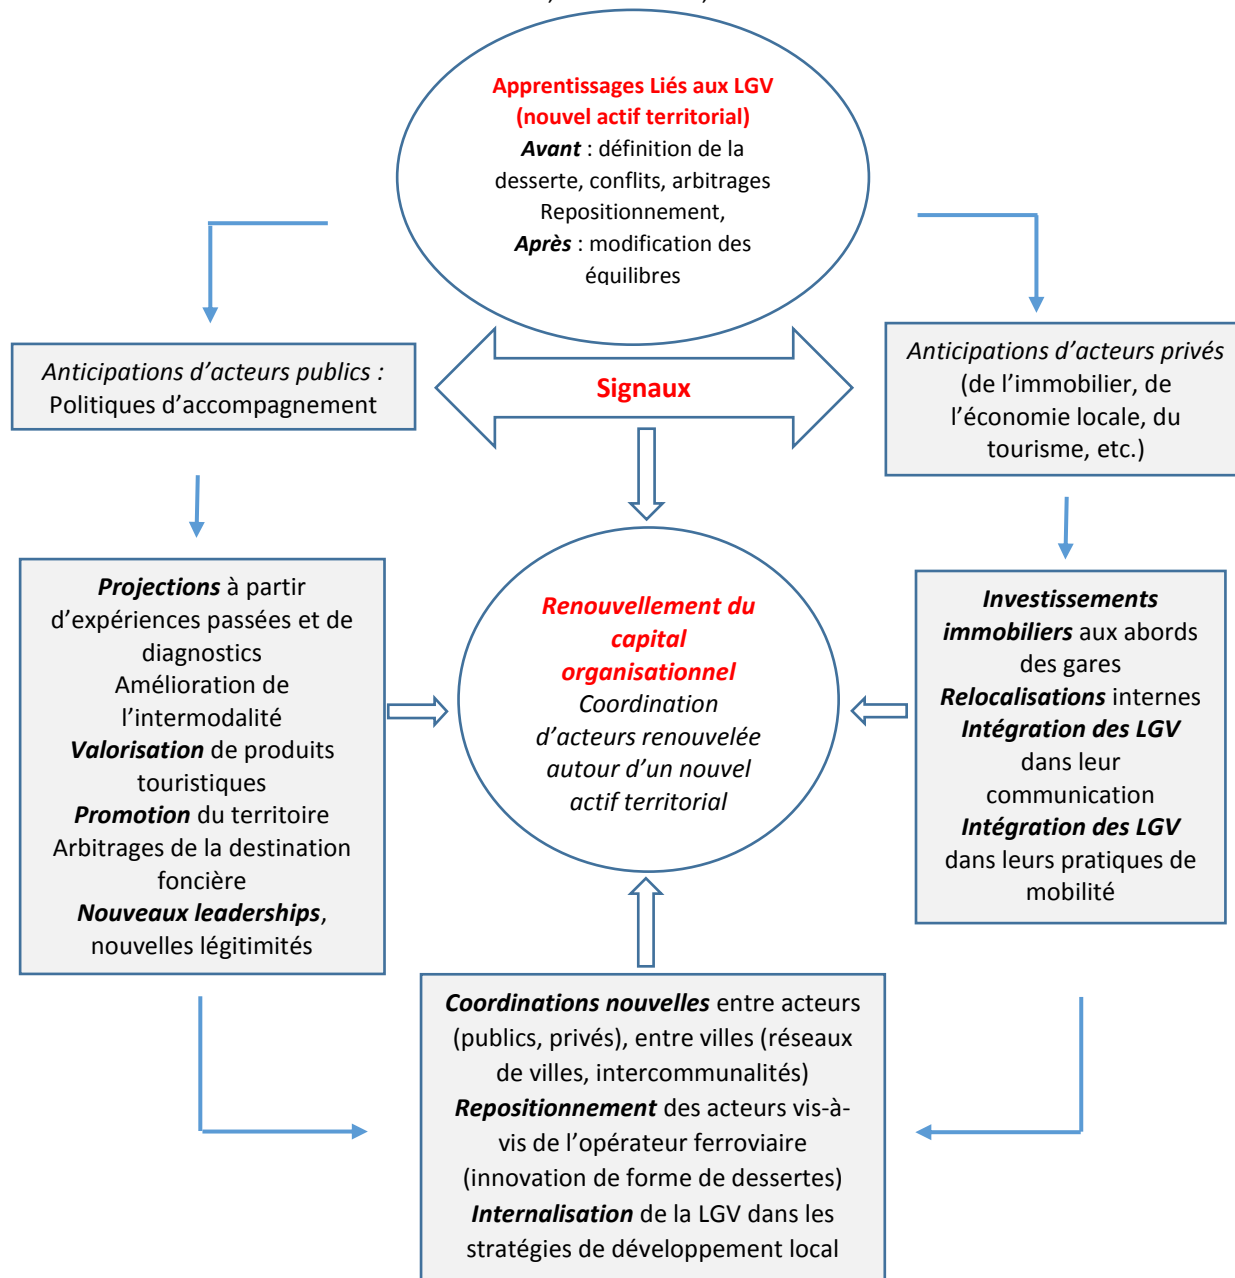 Apprentissages Liés aux LGV
(nouvel actif territorial)
Avant : définition de la
desserte, conflits, arbitrages
Repositionnement,
Après : modification des
équilibres
Anticipations d’acteurs publics :
Politiques d’accompagnement
Signaux
Anticipations d’acteurs privés
(de l’immobilier, de
l’économie locale, du
tourisme, etc.)
Projections à partir
d’expériences passées et de
diagnostics
Amélioration de
l’intermodalité
Valorisation de produits
touristiques
Promotion du territoire
Arbitrages de la destination
foncière
Nouveaux leaderships,
nouvelles légitimités
Renouvellement du
capital
organisationnel
Coordination
d’acteurs renouvelée
autour d’un nouvel
actif territorial
Investissements
immobiliers aux abords
des gares
Relocalisations internes
Intégration des LGV
dans leur
communication
Intégration des LGV
dans leurs pratiques de
mobilité
Coordinations nouvelles entre acteurs
(publics, privés), entre villes (réseaux
de villes, intercommunalités)
Repositionnement des acteurs vis-à-
vis de l’opérateur ferroviaire
(innovation de forme de dessertes)
Internalisation de la LGV dans les
stratégies de développement local